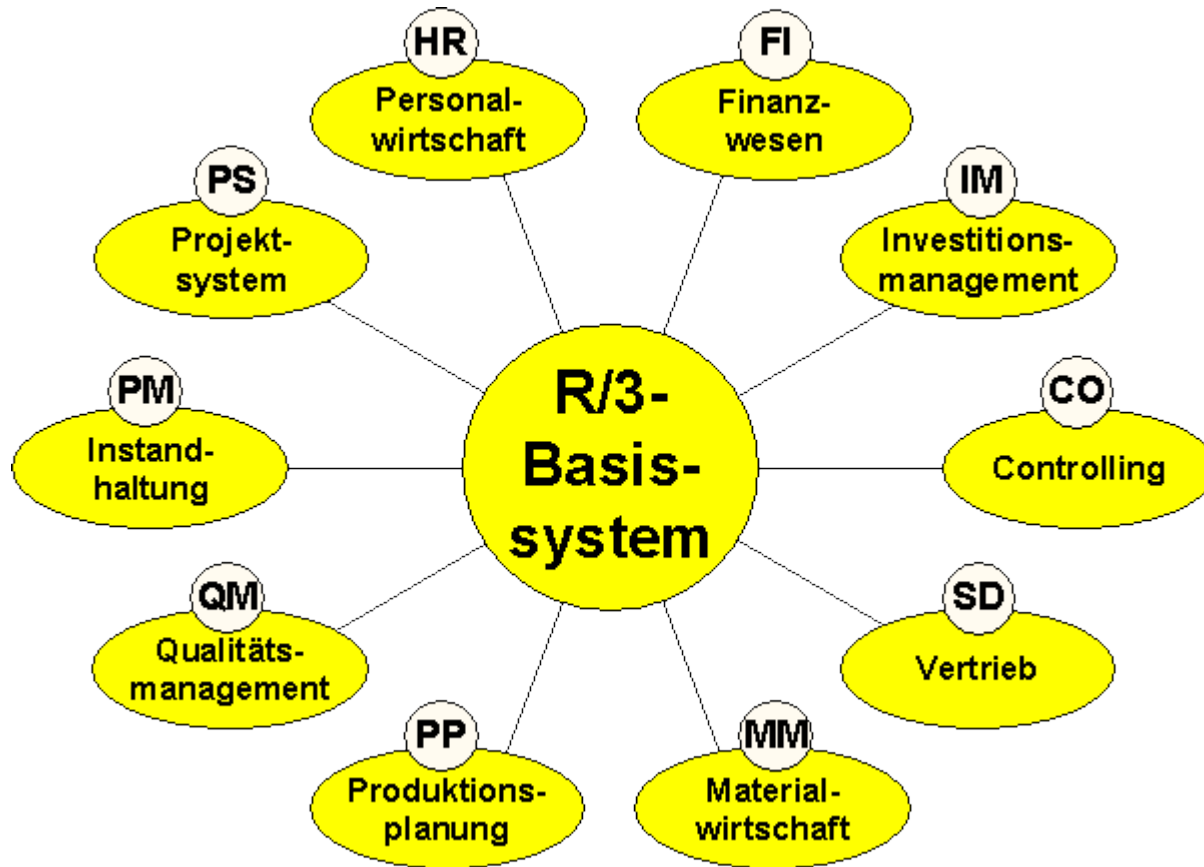 HR
Personal-
wirtschaft
FI
Finanz-
wesen
PS
Projekt-
system
IM
Investitions-
management
R/3-
Basis-
system
PM
Instand-
haltung
CO
Controlling
QM
Qualitäts-
management
SD
Vertrieb
PP
Produktions-
planung
MM
Material-
wirtschaft